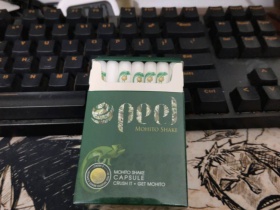 peel
MOHITO SHAKE
MOHITO SHAKE
CAPSULE
CRUSH IT + GET MOHITO